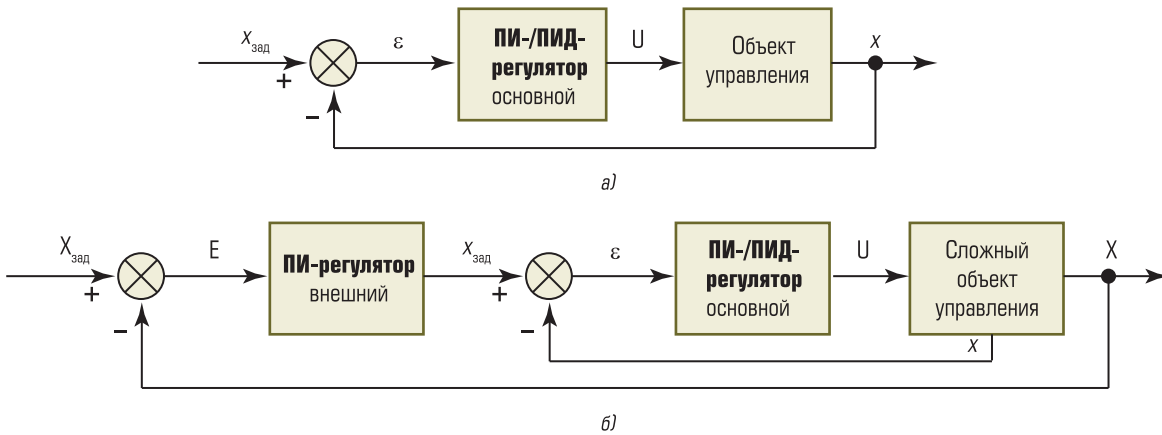 xзад
+
−
ε
ПИ-/ПИД-
регулятор
основной
U
Объект
управления
x
а)
Xзад
+
−
E
ПИ-регулятор
внешний
xзад
+
−
ε
ПИ-/ПИД-
регулятор
основной
U
Сложный
объект
управления
x
X
б)